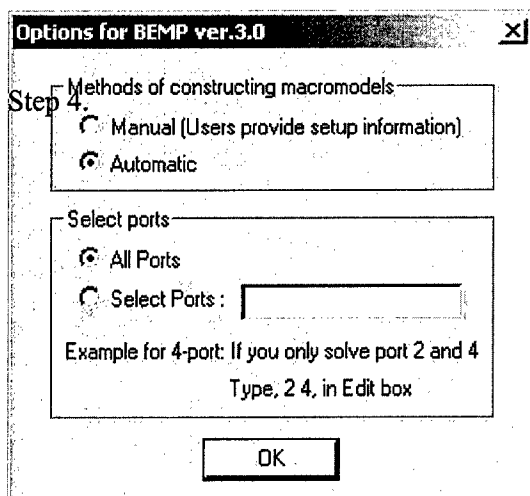 Options for BEMP ver.3.0
Methods of constructing macromodels
Step 4.
Manual (Users provide setup information)
Automatic
Select ports
All Ports
Select Ports :
Example for 4-port: If you only solve port 2 and 4
Type, 2 4, in Edit box
OK